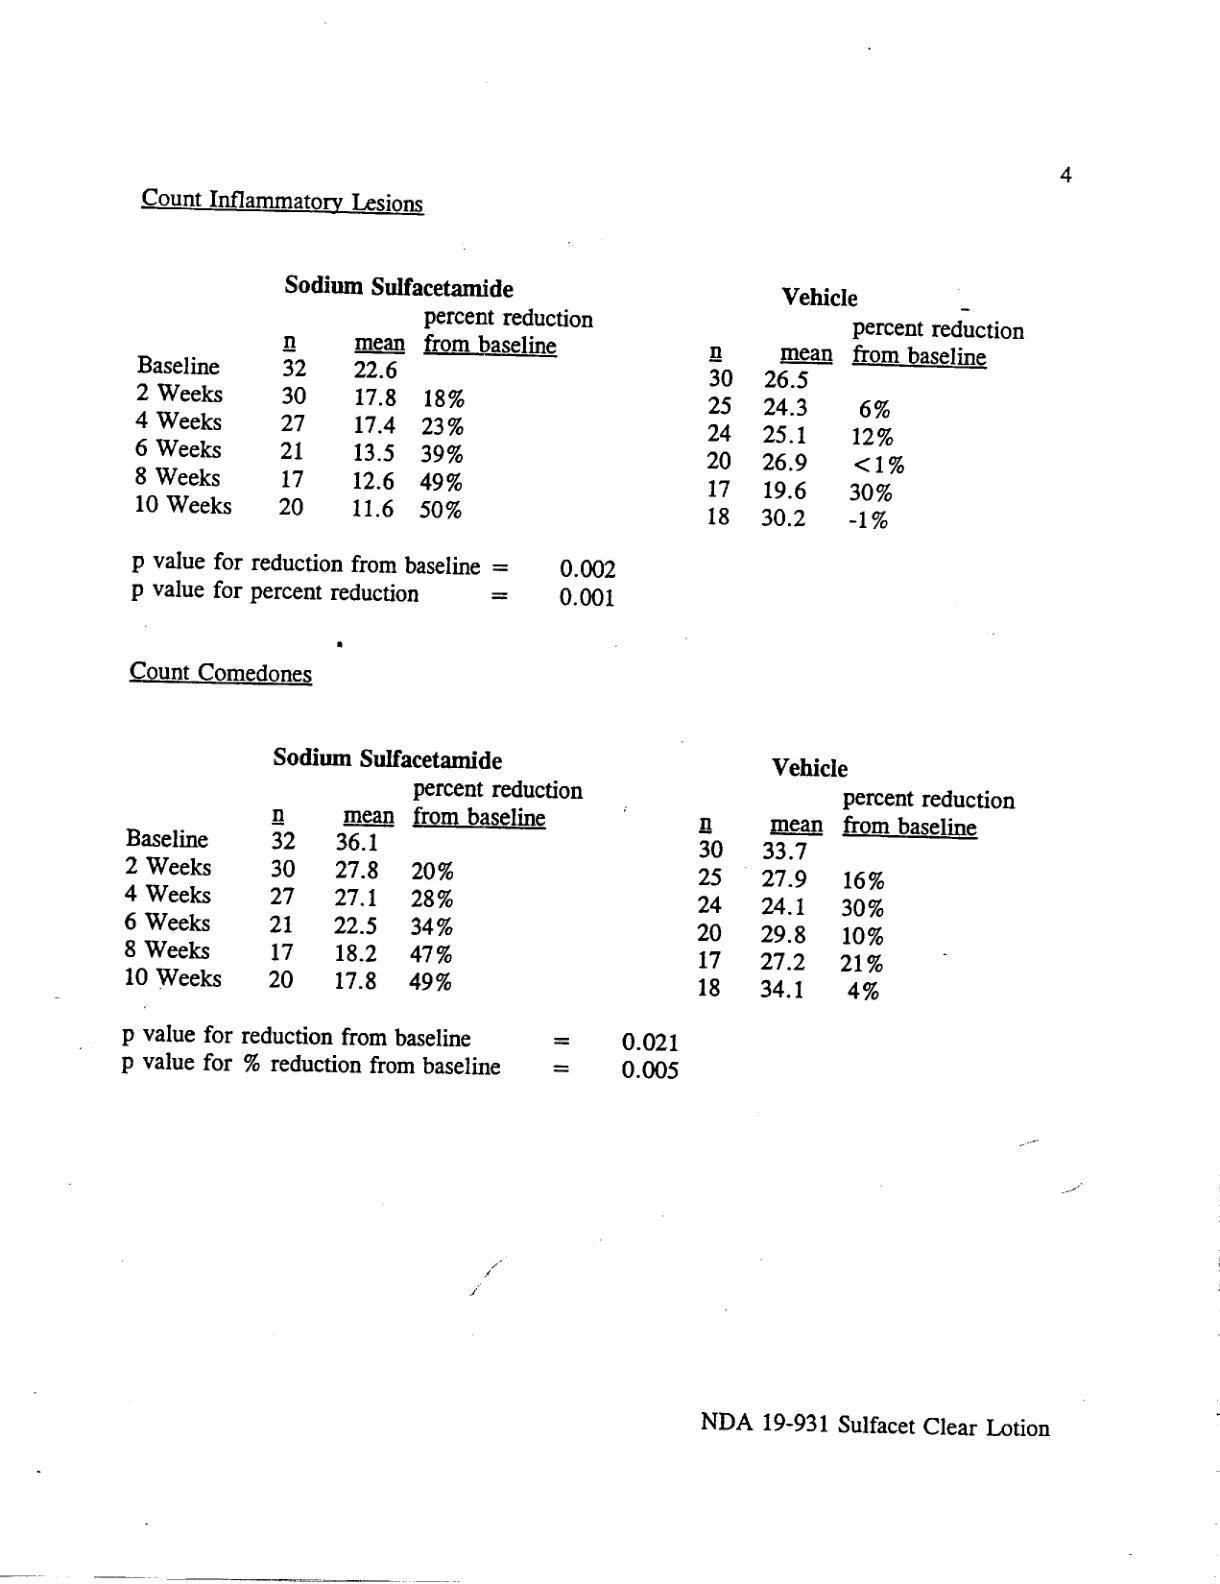 4
Count Inflammatory Lesions
Sodium Sulfacetamide Vehicle
percent reduction percent reduction
n mean from baseline n mean from baseline
Baseline 32 22.6 30 26.5
2 Weeks 30 17.8 18% 25 24.3 6%
4 Weeks 27 17.4 23% 24 25.1 12%
6 Weeks 21 13.5 39% 20 26.9 <1%
8 Weeks 17 12.6 49% 17 19.6 30%
10 Weeks 20 11.6 50% 18 30.2 -1%
p value for reduction from baseline = 0.002
p value for percent reduction = 0.001
Count Comedones
Sodium Sulfacetamide Vehicle
percent reduction percent reduction
n mean from baseline n mean from baseline
Baseline 32 36.1 30 33.7
2 Weeks 30 27.8 20% 25 27.9 16%
4 Weeks 27 27.1 28% 24 24.1 30%
6 Weeks 21 22.5 34% 20 29.8 10%
8 Weeks 17 18.2 47% 17 27.2 21%
10 Weeks 20 17.8 49% 18 34.1 4%
p value for reduction from baseline = 0.021
p value for % reduction from baseline = 0.005
NDA 19-931 Sulfacet Clear Lotion